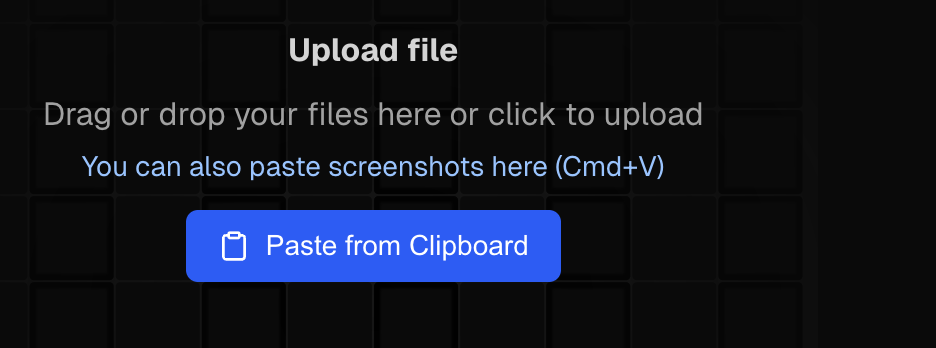 Upload file
Drag or drop your files here or click to upload
You can also paste screenshots here (Cmd+V)
Paste from Clipboard